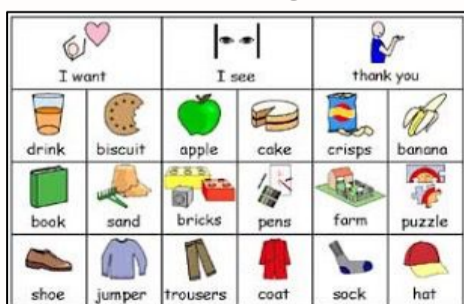 I want I see thank you
drink biscuit apple cake crisps banana
book sand bricks pens farm puzzle
shoe jumper trousers coat sock hat